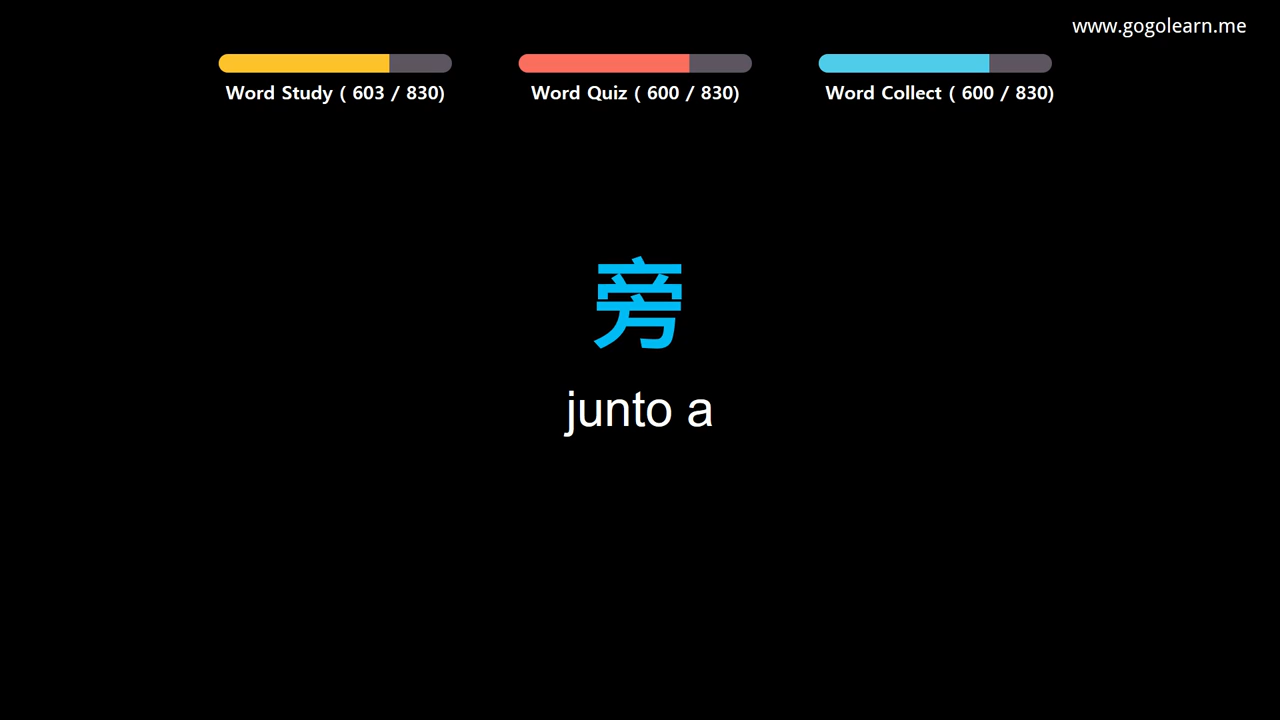 www.gogolearn.me
Word Study ( 603 / 830)
Word Quiz ( 600 / 830)
Word Collect ( 600 / 830)
旁
junto a